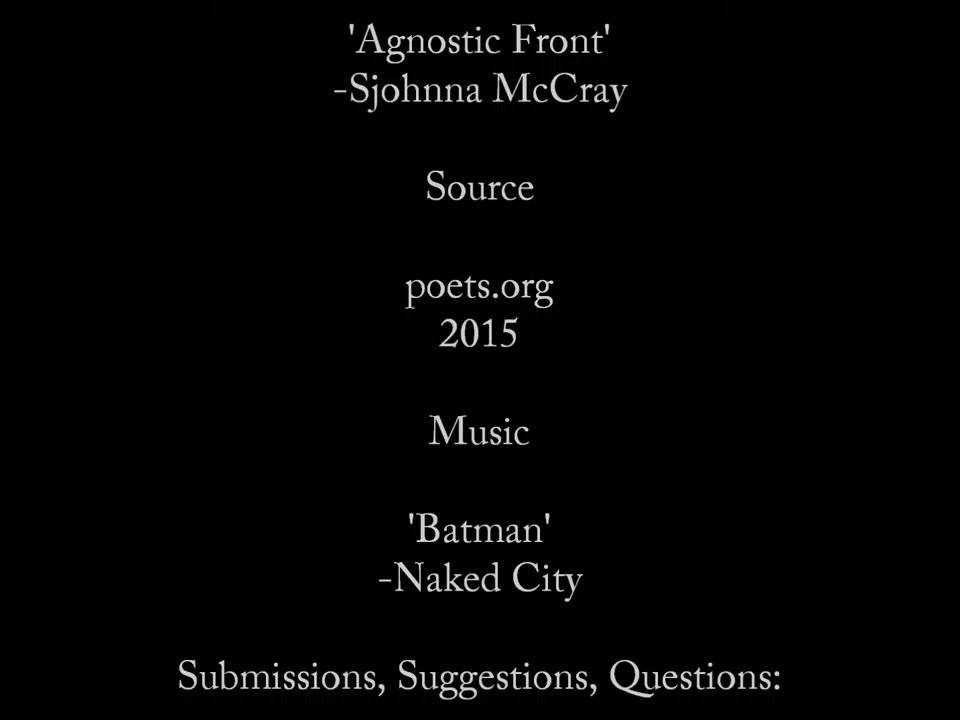 'Agnostic Front'
-Sjohnna McCray
Source
poets.org
2015
Music
'Batman'
-Naked City
Submissions, Suggestions, Questions: